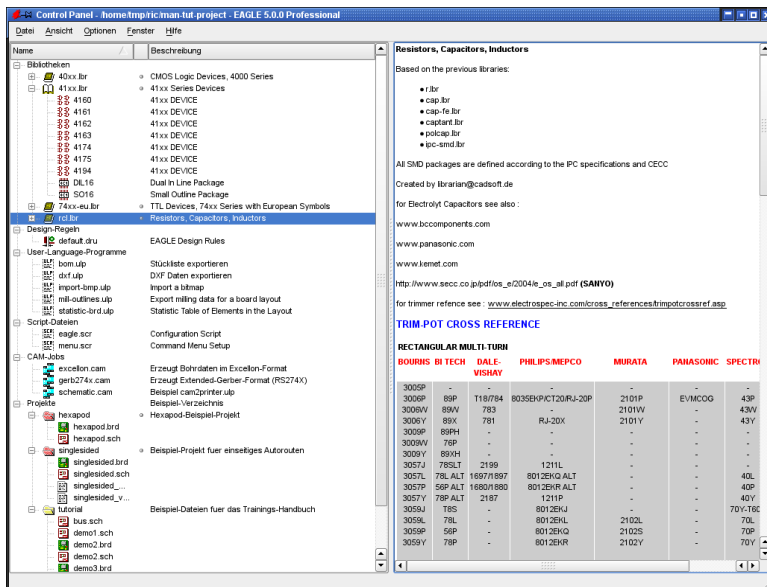 Control Panel - /home/tmp/ric/man-tut-project - EAGLE 5.0.0 Professional
Datei Ansicht Optionen Fenster Hilfe
Name Beschreibung
Bibliotheken
40xx.lbr CMOS Logic Devices, 4000 Series
41xx.lbr 41xx Series Devices
4160 41xx DEVICE
4161 41xx DEVICE
4162 41xx DEVICE
4163 41xx DEVICE
4174 41xx DEVICE
4175 41xx DEVICE
4194 41xx DEVICE
DIL16 Dual In Line Package
SO16 Small Outline Package
74xx-eu.lbr TTL Devices, 74xx Series with European Symbols
rcl.lbr Resistors, Capacitors, Inductors
Design-Regeln
default.dru EAGLE Design Rules
User-Language-Programme
bom.ulp Stückliste exportieren
dxf.ulp DXF Daten exportieren
import-bmp.ulp Import a bitmap
mill-outlines.ulp Export milling data for a board layout
statistic-brd.ulp Statistic Table of Elements in the Layout
Script-Dateien
eagle.scr Configuration Script
menu.scr Command Menu Setup
CAM-Jobs
excellon.cam Erzeugt Bohrdaten im Excellon-Format
gerb274x.cam Erzeugt Extended-Gerber-Format (RS274X)
schematic.cam Beispiel cam2printer.ulp
Projekte Beispiel-Verzeichnis
hexapod Hexapod-Beispiel-Projekt
hexapod.brd
hexapod.sch
singlesided Beispiel-Projekt fuer einseitiges Autorouten
singlesided.brd
singlesided.sch
singlesided_...
singlesided_v...
tutorial Beispiel-Dateien fuer das Trainings-Handbuch
bus.sch
demo1.sch
demo2.brd
demo2.sch
demo3.brd
Resistors, Capacitors, Inductors
Based on the previous libraries:
r.lbr
cap.lbr
cap-fe.lbr
captant.lbr
polcap.lbr
ipc-smd.lbr
All SMD packages are defined according to the IPC specifications and CECC
Created by librarian@cadsoft.de
for Electrolyt Capacitors see also :
www.bccomponents.com
www.panasonic.com
www.kemet.com
http://www.secc.co.jp/pdf/os_e/2004/e_os_all.pdf (SANYO)
for trimmer refence see : www.electrospec-inc.com/cross_references/trimpotcrossref.asp
TRIM-POT CROSS REFERENCE
RECTANGULAR MULTI-TURN
BOURNS BI TECH DALE-VISHAY PHILIPS/MEPCO MURATA PANASONIC SPECTRO
3005P - - - - - -
3006P 89P T18/784 8035EKP/CT20/RJ-20P 2101P EVMCOG 43P
3006W 89W 783 - 2101W - 43W
3006Y 89X 781 RJ-20X 2101Y - 43Y
3009P 89PH - - - - -
3009W 76P - - - - -
3009Y 89XH - - - - -
3057J 78SLT 2199 1211L - - -
3057L 78L ALT 1697/1897 8012EKQ ALT - - 40L
3057P 56P ALT 1680/1880 8012EKR ALT - - 40P
3057Y 78P ALT 2187 1211P - - 40Y
3059J T8S - 8012EKJ - - 70Y-T60
3059L 78L - 8012EKL 2102L - 70L
3059P 56P - 8012EKQ 2102S - 70P
3059Y 78P - 8012EKR 2102Y - 70Y